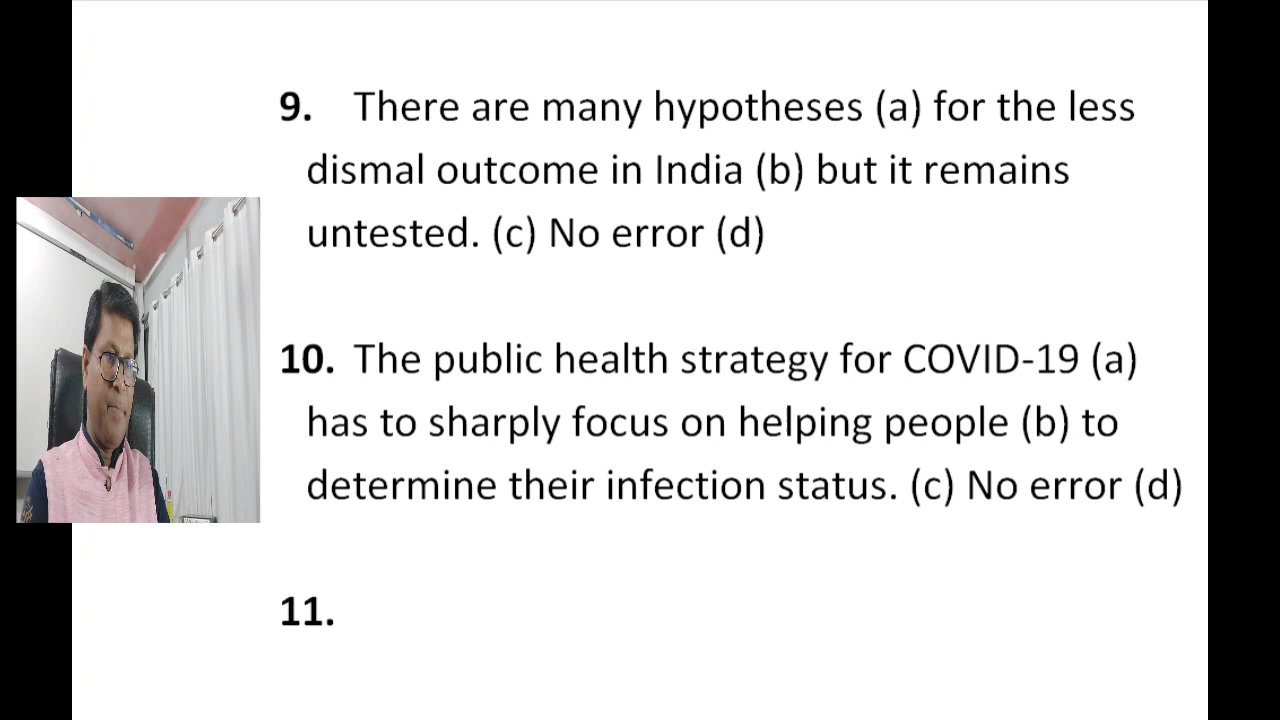 9. There are many hypotheses (a) for the less
dismal outcome in India (b) but it remains
untested. (c) No error (d)
10. The public health strategy for COVID-19 (a)
has to sharply focus on helping people (b) to
determine their infection status. (c) No error (d)
11.